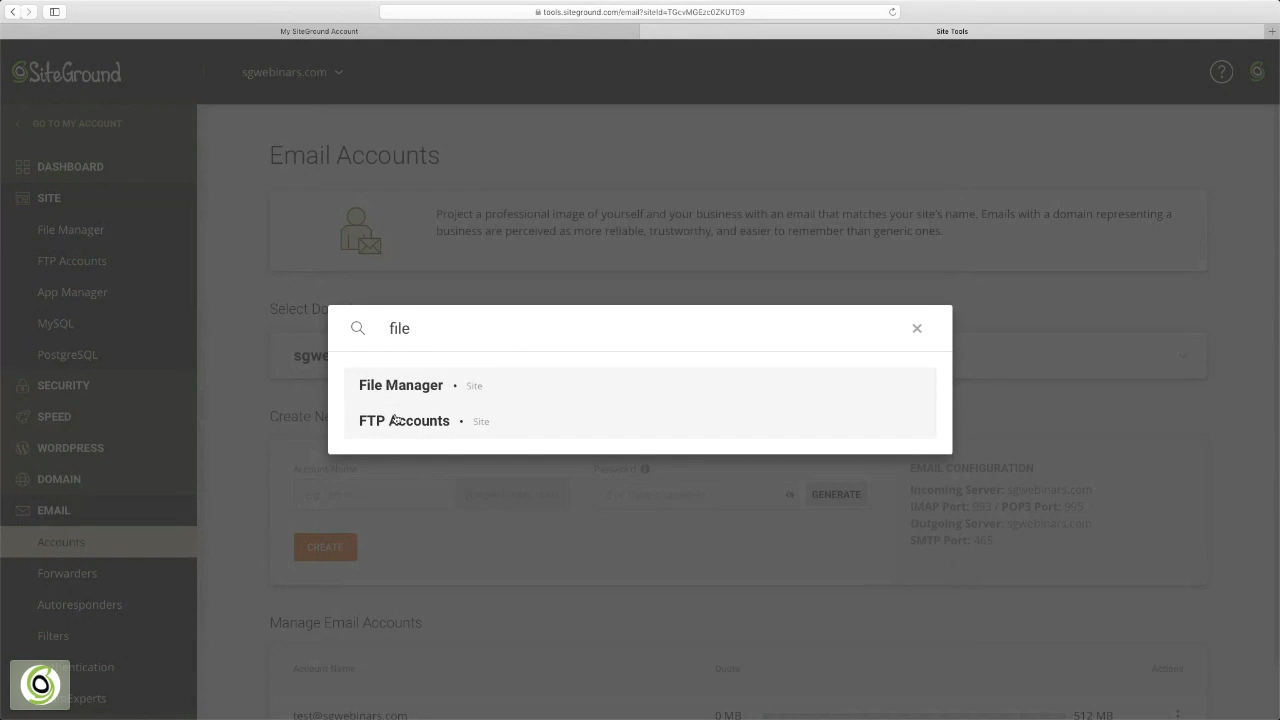 tools.siteground.com/email?siteId=TGcvMGEzc0ZKUT09
My SiteGround Account
Site Tools
SiteGround
sgwebinars.com
?
GO TO MY ACCOUNT
DASHBOARD
SITE
File Manager
FTP Accounts
App Manager
MySQL
PostgreSQL
SECURITY
SPEED
WORDPRESS
DOMAIN
EMAIL
Accounts
Forwarders
Autoresponders
Filters
Email Accounts
Project a professional image of yourself and your business with an email that matches your site's name. Emails with a domain representing a
business are perceived as more reliable, trustworthy, and easier to remember than generic ones.
Select
file
File Manager • Site
FTP Accounts • Site
Create
Account Name
Password
GENERATE
CREATE
EMAIL CONFIGURATION
Incoming Server: sgwebinars.com
IMAP Port: 993 / POP3 Port: 995
Outgoing Server: sgwebinars.com
SMTP Port: 465
Manage Email Accounts
Account Name
Quota
Actions
test@sgwebinars.com
0 MB
512 MB